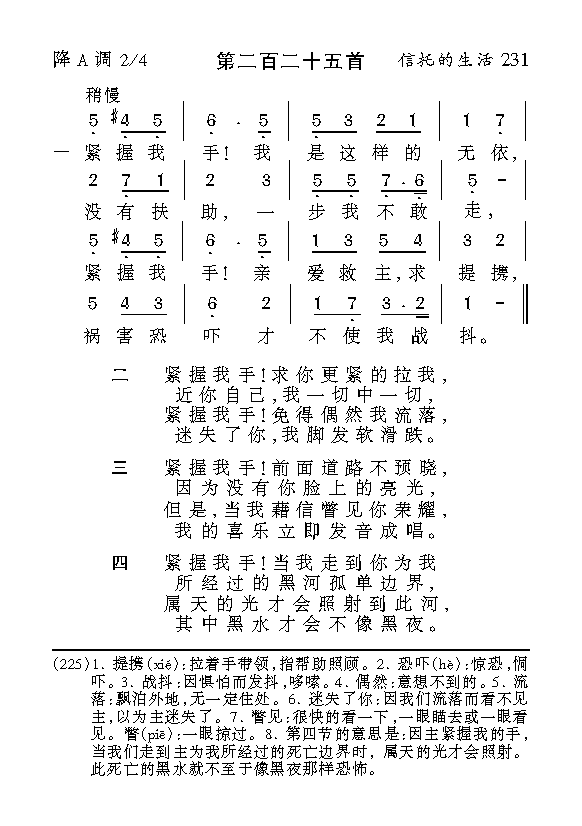 降 A 调 2/4 第二百二十五首 信托的生活 231
稍慢
5 #4 5 | 6 . 5 | 5 3 2 1 | 1 7 |
一 紧握我 手！我 是这样的 无依，
2 7 1 | 2 3 | 5 5 7 . 6 | 5 - |
没有扶 助，一 步我不敢 走，
5 #4 5 | 6 . 5 | 1 3 5 4 | 3 2 |
紧握我 手！亲 爱救主，求 提携，
5 4 3 | 6 2 | 1 7 3 . 2 | 1 - ‖
祸害恐 吓才 不使我战 抖。
二 紧握我手！求你更紧的拉我，
近你自己，我一切中一切，
紧握我手！免得偶然我流落，
迷失了你，我脚发软滑跌。
三 紧握我手！前面道路不预晓，
因为没有你脸上的亮光，
但是，当我藉信瞥见你荣耀，
我的喜乐立即发音成唱。
四 紧握我手！当我走到你为我
所经过的黑河孤单边界，
属天的光才会照射到此河，
其中黑水才会不像黑夜。
(225)1．提携(xié)：拉着手带领，指帮助照顾。2．恐吓(hè)：惊恐，恫
吓。3．战抖：因惧怕而发抖，哆嗦。4．偶然：意想不到的。5．流
落：飘泊外地，无一定住处。6．迷失了你：因我们流落而看不见
主，以为主迷失了。7．瞥见：很快的看一下，一眼瞄去或一眼看
见。瞥(piē)：一眼掠过。8．第四节的意思是：因主紧握我的手，
当我们走到主为我所经过的死亡边界时，属天的光才会照射。
此死亡的黑水就不至于像黑夜那样恐怖。